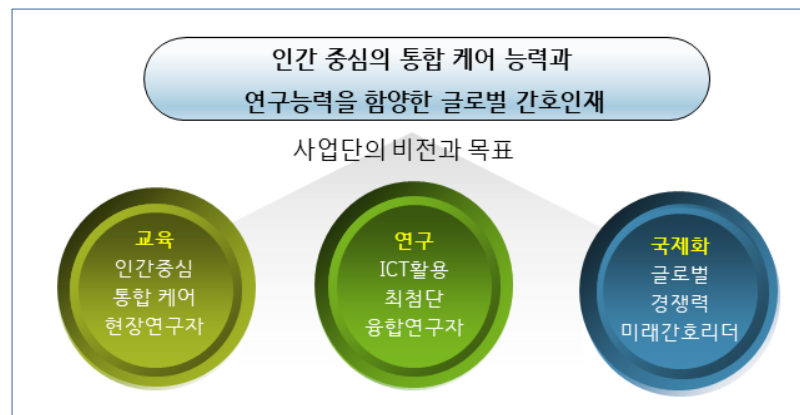 인간 중심의 통합 케어 능력과
연구능력을 함양한 글로벌 간호인재
사업단의 비전과 목표
교육
인간중심
통합 케어
현장연구자
연구
ICT활용
최첨단
융합연구자
국제화
글로벌
경쟁력
미래간호리더